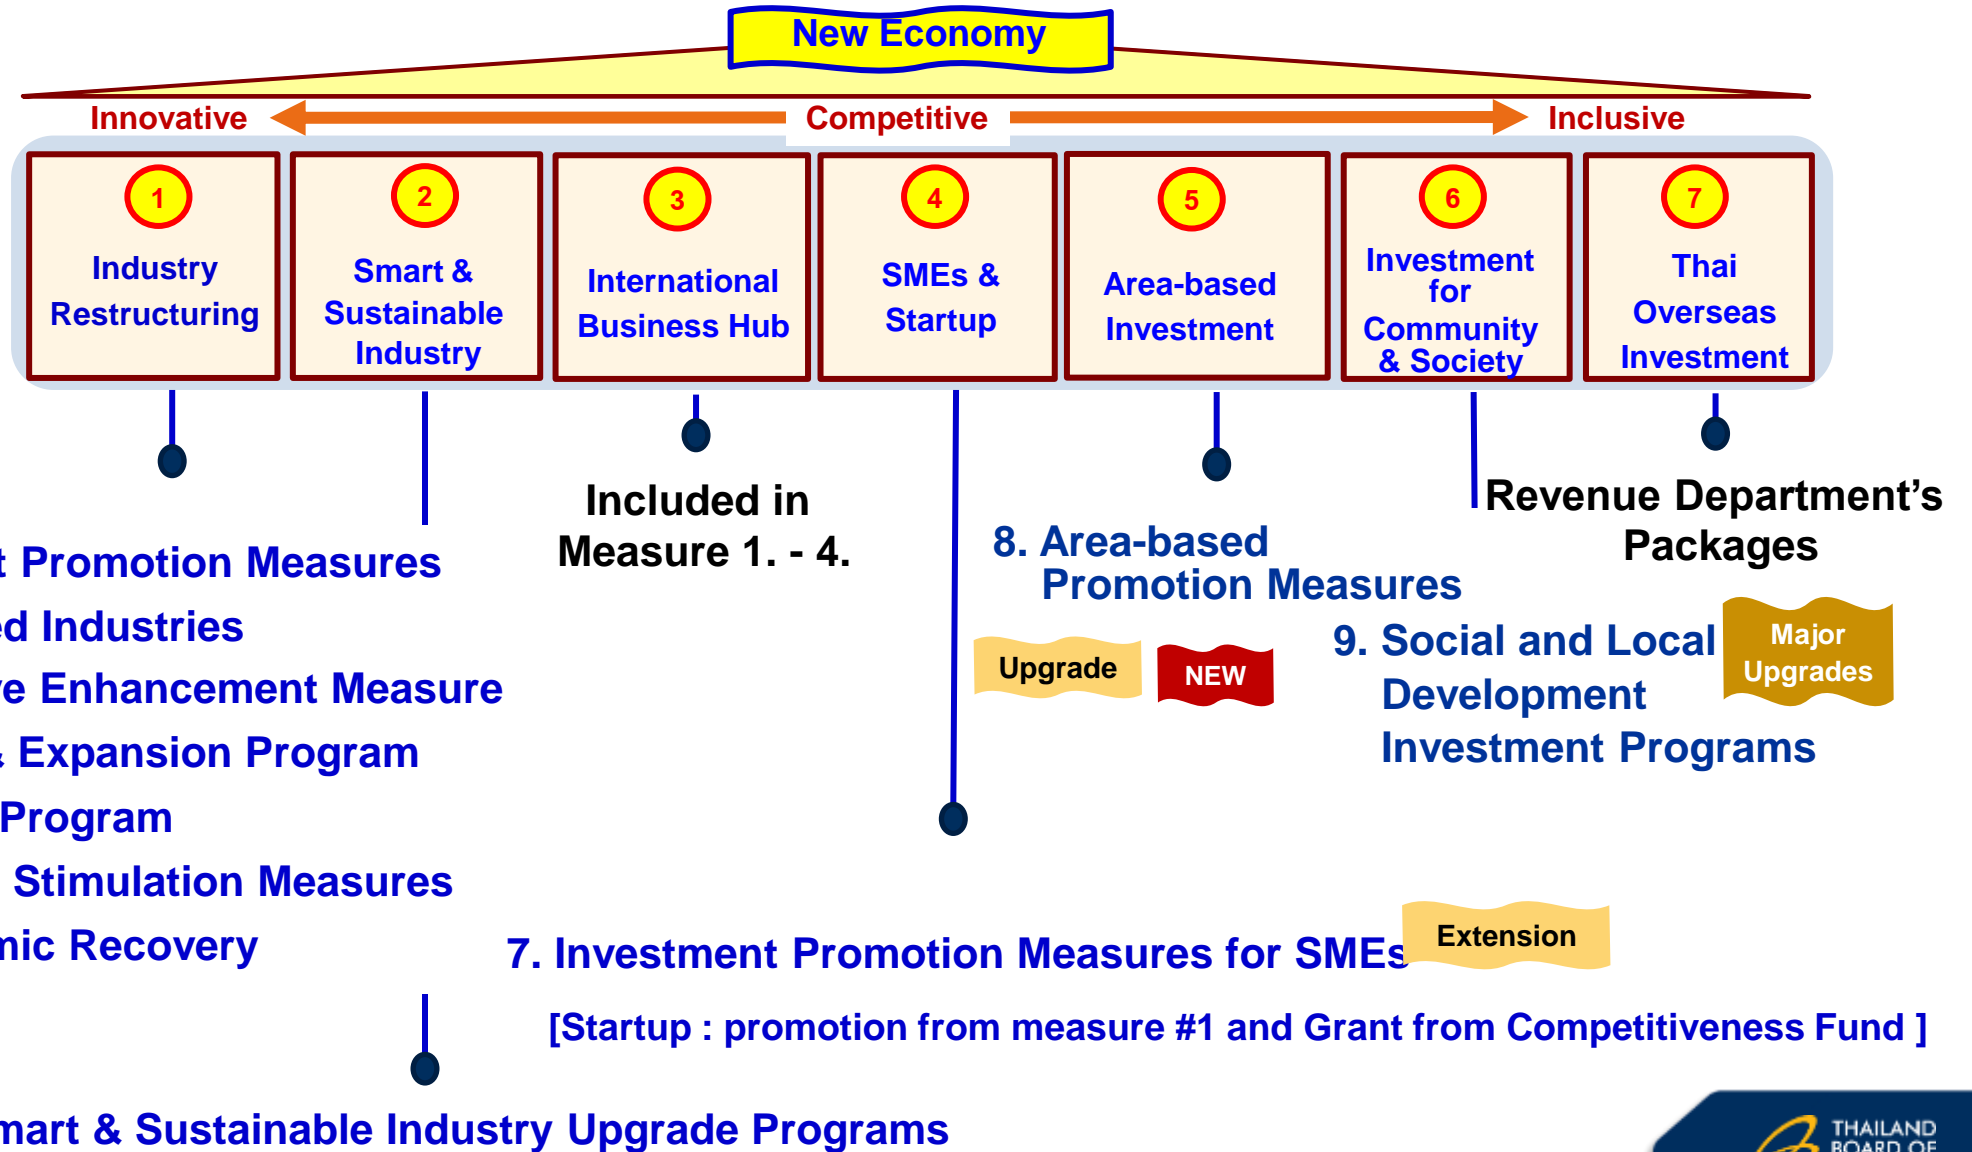 New Economy
Innovative
Competitive
Inclusive
1
Industry
Restructuring
2
Smart &
Sustainable
Industry
3
International
Business Hub
4
SMEs &
Startup
5
Area-based
Investment
6
Investment
for
Community
& Society
7
Thai
Overseas
Investment
Promotion Measures
Industries
Enhancement Measure
& Expansion Program
Program
Stimulation Measures
Recovery
Included in
Measure 1. - 4.
8. Area-based
Promotion Measures
Upgrade
NEW
Revenue Department’s
Packages
9. Social and Local
Development
Investment Programs
Major
Upgrades
7. Investment Promotion Measures for SMEs
Extension
[Startup : promotion from measure #1 and Grant from Competitiveness Fund ]
& Sustainable Industry Upgrade Programs
THAILAND
BOARD OF